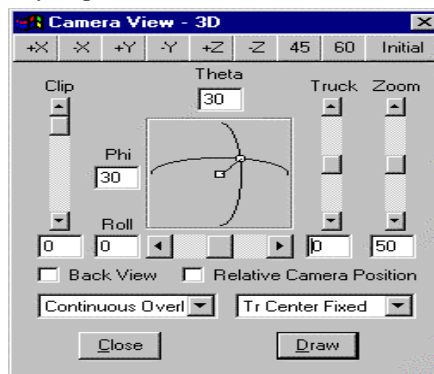 Camera View - 3D
+X -X +Y -Y +Z -Z 45 60 Initial
Clip Theta Truck Zoom
30
Phi
30
Roll
0 0 0 50
Back View Relative Camera Position
Continuous Overl Tr Center Fixed
Close Draw